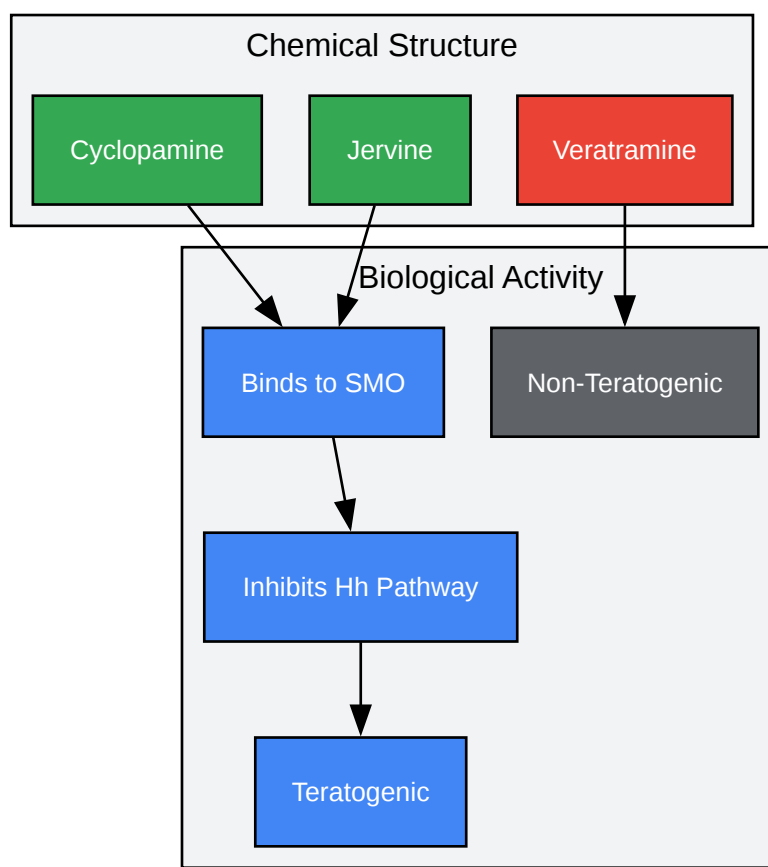 Chemical Structure
Cyclopamine
Jervine
Veratramine
Biological Activity
Binds to SMO
Non-Teratogenic
Inhibits Hh Pathway
Teratogenic